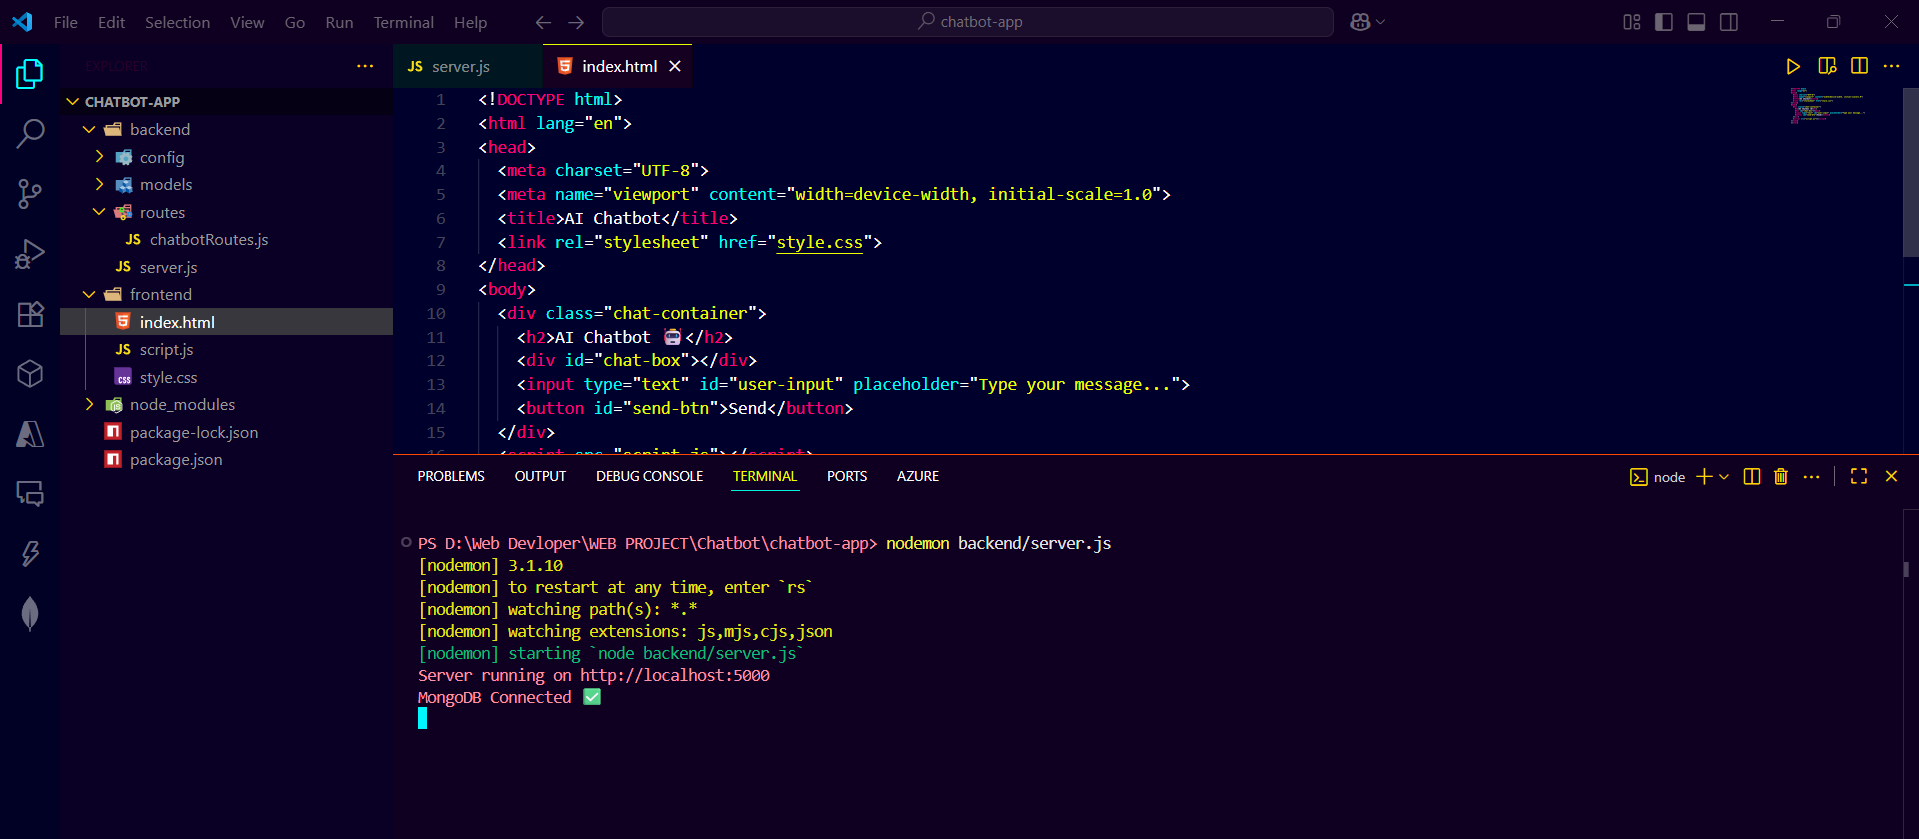 File Edit Selection View Go Run Terminal Help
chatbot-app
EXPLORER
CHATBOT-APP
backend
config
models
routes
chatbotRoutes.js
server.js
frontend
index.html
script.js
style.css
node_modules
package-lock.json
package.json
JS server.js
index.html
1 <!DOCTYPE html>
2 <html lang="en">
3 <head>
4 <meta charset="UTF-8">
5 <meta name="viewport" content="width=device-width, initial-scale=1.0">
6 <title>AI Chatbot</title>
7 <link rel="stylesheet" href="style.css">
8 </head>
9 <body>
10 <div class="chat-container">
11 <h2>AI Chatbot 🤖</h2>
12 <div id="chat-box"></div>
13 <input type="text" id="user-input" placeholder="Type your message...">
14 <button id="send-btn">Send</button>
15 </div>
16 <script src="script.js"></script>
PROBLEMS OUTPUT DEBUG CONSOLE TERMINAL PORTS AZURE
node
PS D:\Web Devloper\WEB PROJECT\Chatbot\chatbot-app> nodemon backend/server.js
[nodemon] 3.1.10
[nodemon] to restart at any time, enter `rs`
[nodemon] watching path(s): *.*
[nodemon] watching extensions: js,mjs,cjs,json
[nodemon] starting `node backend/server.js`
Server running on http://localhost:5000
MongoDB Connected ✅